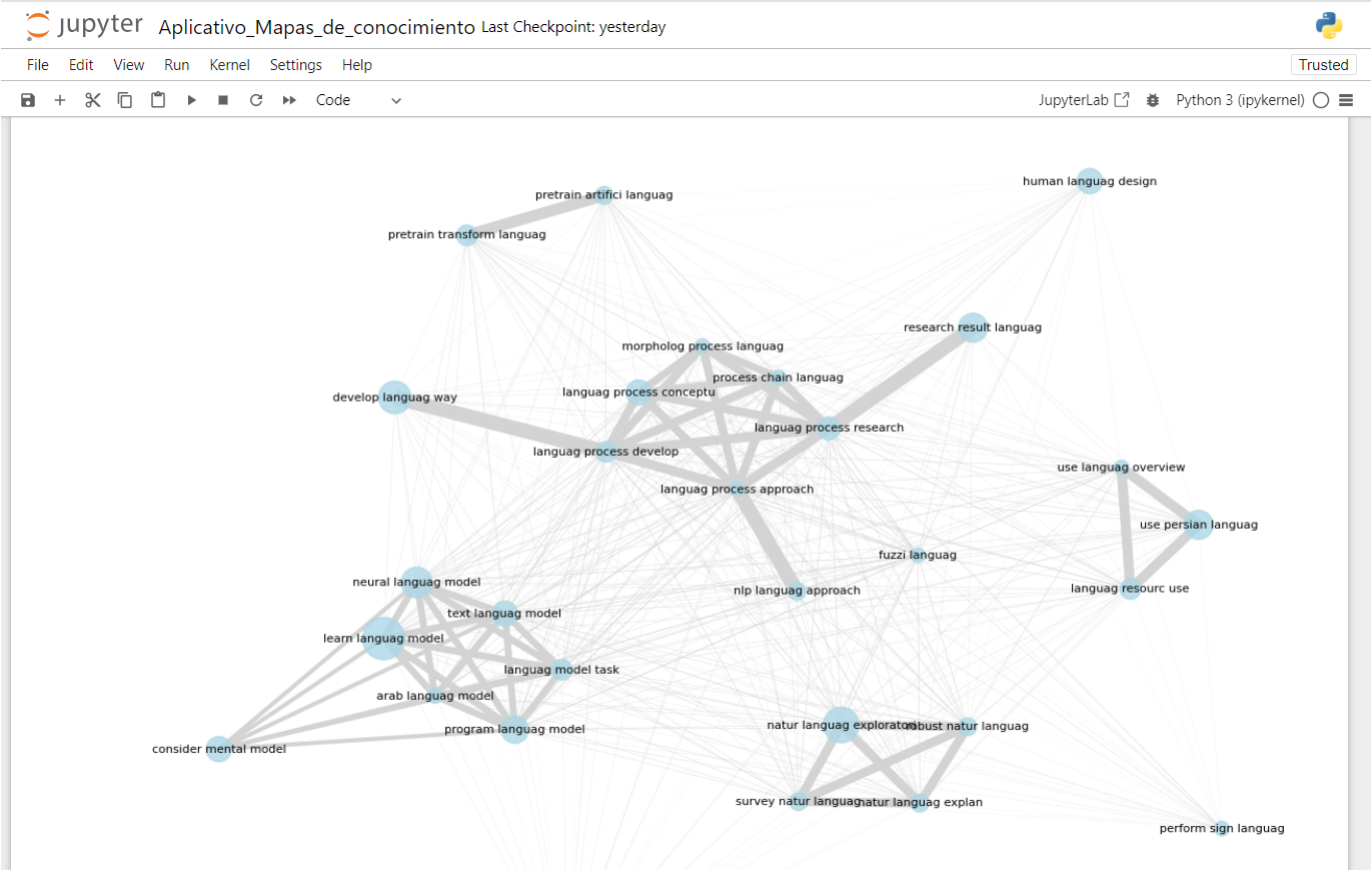 jupyter Aplicativo_Mapas_de_conocimiento Last Checkpoint: yesterday
File Edit View Run Kernel Settings Help Trusted
Code JupyterLab Python 3 (ipykernel)
human languag design
pretrain artifici languag
pretrain transform languag
research result languag
morpholog process languag
process chain languag
languag process conceptu
develop languag way
languag process research
languag process develop
use languag overview
languag process approach
use persian languag
fuzzi languag
neural languag model
nlp languag approach
languag resourc use
text languag model
learn languag model
languag model task
arab languag model
natur languag exploratori
robust natur languag
program languag model
consider mental model
survey natur languag
natur languag explan
perform sign languag